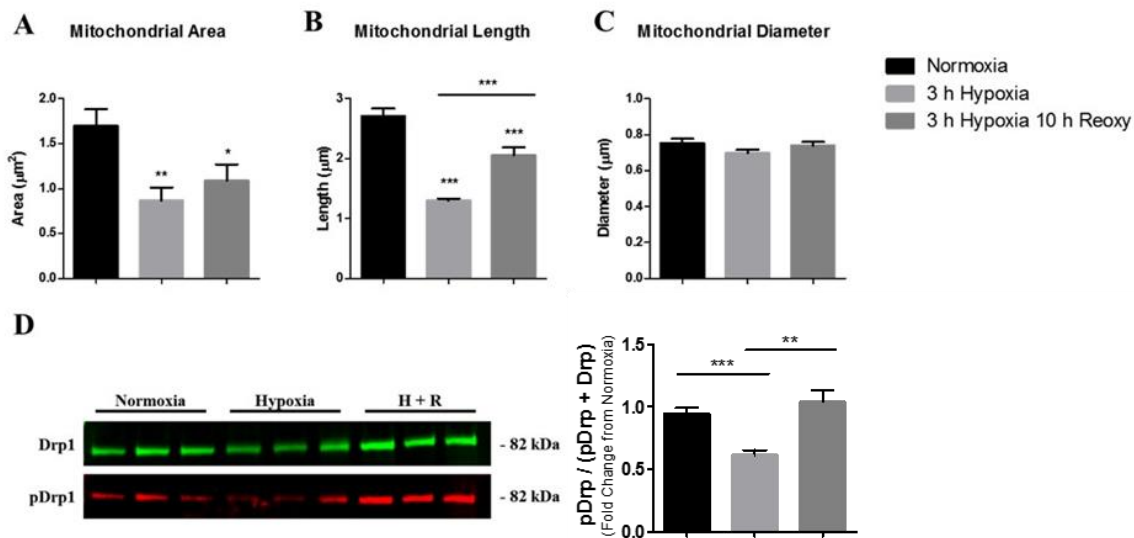 A Mitochondrial Area
B Mitochondrial Length
C Mitochondrial Diameter
Area (μm²)
2.0
1.5
1.0
0.5
0.0
**
*
Length (μm)
3
2
1
0
***
***
***
Diameter (μm)
1.0
0.8
0.6
0.4
0.2
0.0
Normoxia
3 h Hypoxia
3 h Hypoxia 10 h Reoxy
D
Normoxia Hypoxia H + R
Drp1 - 82 kDa
pDrp1 - 82 kDa
pDrp / (pDrp + Drp)
(Fold Change from Normoxia)
1.5
1.0
0.5
0.0
***
**